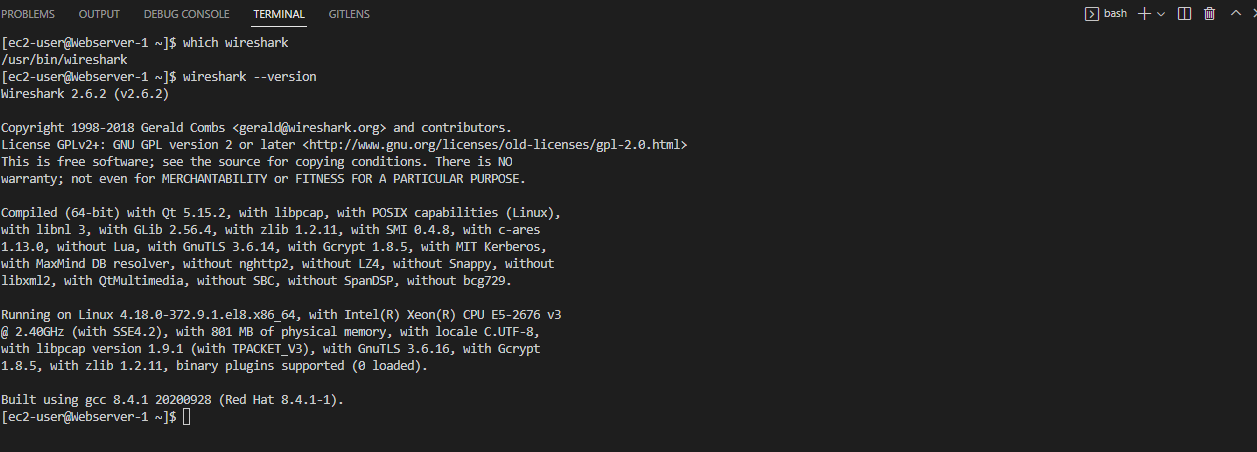 PROBLEMS OUTPUT DEBUG CONSOLE TERMINAL GITLENS bash
[ec2-user@Webserver-1 ~]$ which wireshark
/usr/bin/wireshark
[ec2-user@Webserver-1 ~]$ wireshark --version
Wireshark 2.6.2 (v2.6.2)

Copyright 1998-2018 Gerald Combs <gerald@wireshark.org> and contributors.
License GPLv2+: GNU GPL version 2 or later <http://www.gnu.org/licenses/old-licenses/gpl-2.0.html>
This is free software; see the source for copying conditions. There is NO
warranty; not even for MERCHANTABILITY or FITNESS FOR A PARTICULAR PURPOSE.

Compiled (64-bit) with Qt 5.15.2, with libpcap, with POSIX capabilities (Linux),
with libnl 3, with GLib 2.56.4, with zlib 1.2.11, with SMI 0.4.8, with c-ares
1.13.0, without Lua, with GnuTLS 3.6.14, with Gcrypt 1.8.5, with MIT Kerberos,
with MaxMind DB resolver, without nghttp2, without LZ4, without Snappy, without
libxml2, with QtMultimedia, without SBC, without SpanDSP, without bcg729.

Running on Linux 4.18.0-372.9.1.el8.x86_64, with Intel(R) Xeon(R) CPU E5-2676 v3
@ 2.40GHz (with SSE4.2), with 801 MB of physical memory, with locale C.UTF-8,
with libpcap version 1.9.1 (with TPACKET_V3), with GnuTLS 3.6.16, with Gcrypt
1.8.5, with zlib 1.2.11, binary plugins supported (0 loaded).

Built using gcc 8.4.1 20200928 (Red Hat 8.4.1-1).
[ec2-user@Webserver-1 ~]$